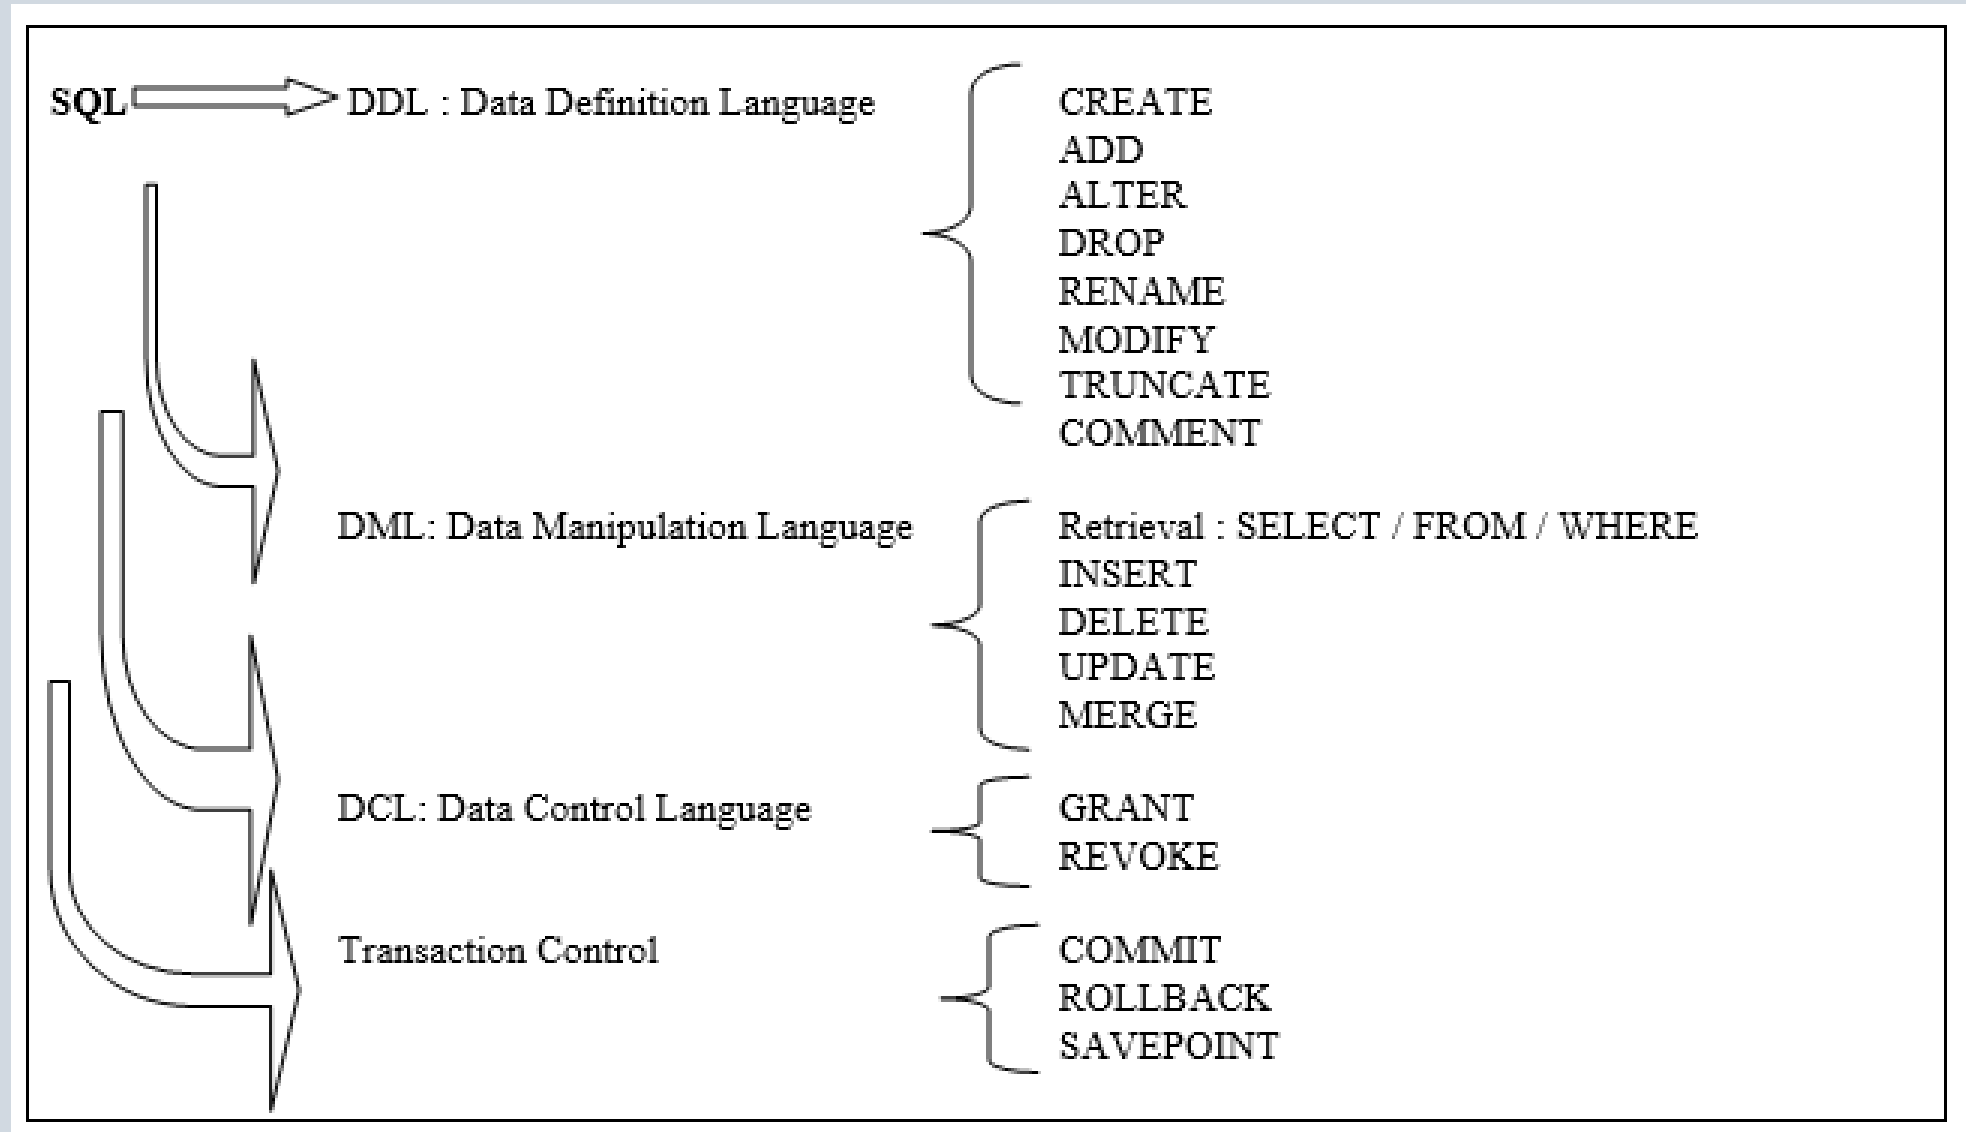 SQL DDL : Data Definition Language CREATE
ADD
ALTER
DROP
RENAME
MODIFY
TRUNCATE
COMMENT
DML: Data Manipulation Language Retrieval : SELECT / FROM / WHERE
INSERT
DELETE
UPDATE
MERGE
DCL: Data Control Language GRANT
REVOKE
Transaction Control COMMIT
ROLLBACK
SAVEPOINT